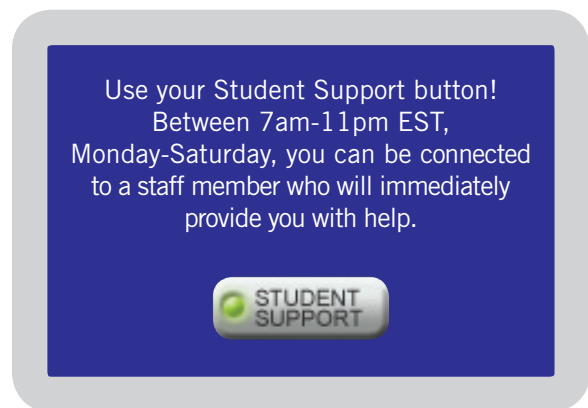 Use your Student Support button!
Between 7am-11pm EST,
Monday-Saturday, you can be connected
to a staff member who will immediately
provide you with help.
STUDENT
SUPPORT